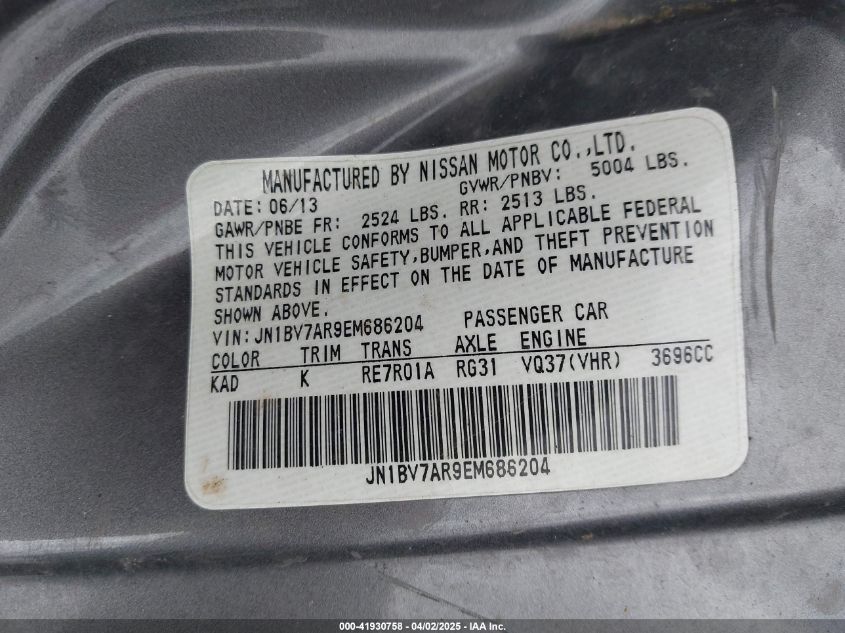 MANUFACTURED BY NISSAN MOTOR CO.,LTD.
DATE: 06/13 GVWR/PNBV: 5004 LBS.
GAWR/PNBE FR: 2524 LBS. RR: 2513 LBS.
THIS VEHICLE CONFORMS TO ALL APPLICABLE FEDERAL
MOTOR VEHICLE SAFETY,BUMPER,AND THEFT PREVENTION
STANDARDS IN EFFECT ON THE DATE OF MANUFACTURE
SHOWN ABOVE.
VIN:JN1BV7AR9EM686204 PASSENGER CAR
COLOR TRIM TRANS AXLE ENGINE
KAD K RE7R01A RG31 VQ37(VHR) 3696CC
JN1BV7AR9EM686204
000-41930758 - 04/02/2025 - IAA Inc.